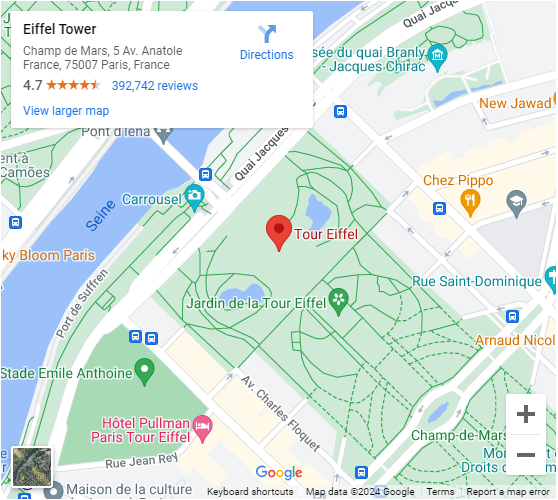 Eiffel Tower
Champ de Mars, 5 Av. Anatole
France, 75007 Paris, France
4.7
392,742 reviews
View larger map
Directions
Quai Jacques
sée du quai Branly
- Jacques Chirac
New Jawad
Pont d'Iéna
ent à
Camões
Quai Jacques
Chez Pippo
Carrousel
Seine
Tour Eiffel
ky Bloom Paris
Rue Saint-Dominique
Port de Suffren
Jardin de la Tour Eiffel
Arnaud Nicol
Stade Emile Anthoine
Av. Charles Floquet
Hôtel Pullman
Paris Tour Eiffel
Champ-de-Mars
Rue Jean Rey
Google
Droits d
Maison de la culture
Keyboard shortcuts
Map data ©2024 Google
Terms
Report a map error